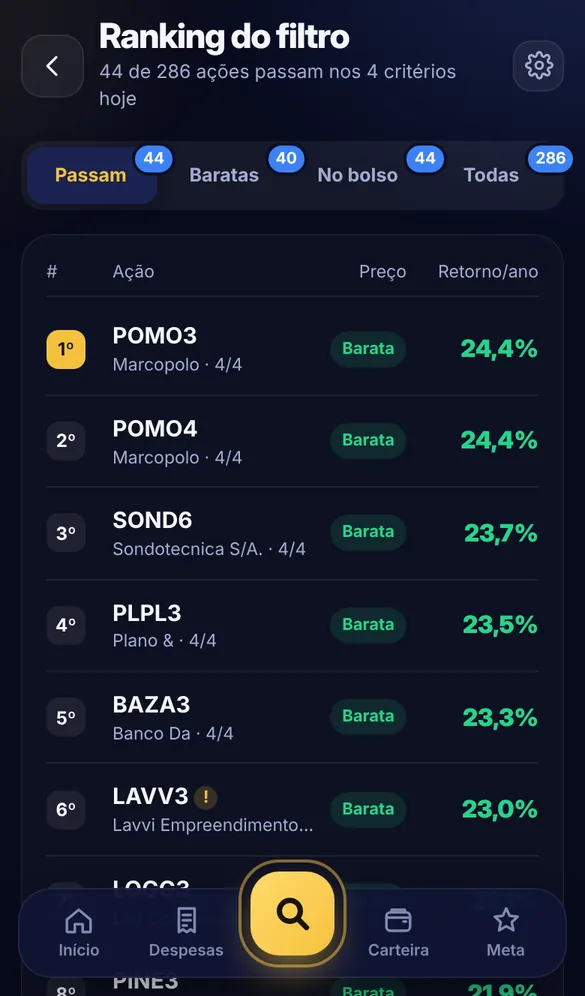 Ranking do filtro
44 de 286 ações passam nos 4 critérios
hoje
Passam 44 Baratas 40 No bolso 44 Todas 286
# Ação Preço Retorno/ano
1º POMO3 Barata 24,4%
Marcopolo · 4/4
2º POMO4 Barata 24,4%
Marcopolo · 4/4
3º SOND6 Barata 23,7%
Sondotecnica S/A. · 4/4
4º PLPL3 Barata 23,5%
Plano & · 4/4
5º BAZA3 Barata 23,3%
Banco Da · 4/4
6º LAVV3 ! Barata 23,0%
Lavvi Empreendimento...
Início Despesas Carteira Meta
8º PINE3 Barata 21,9%